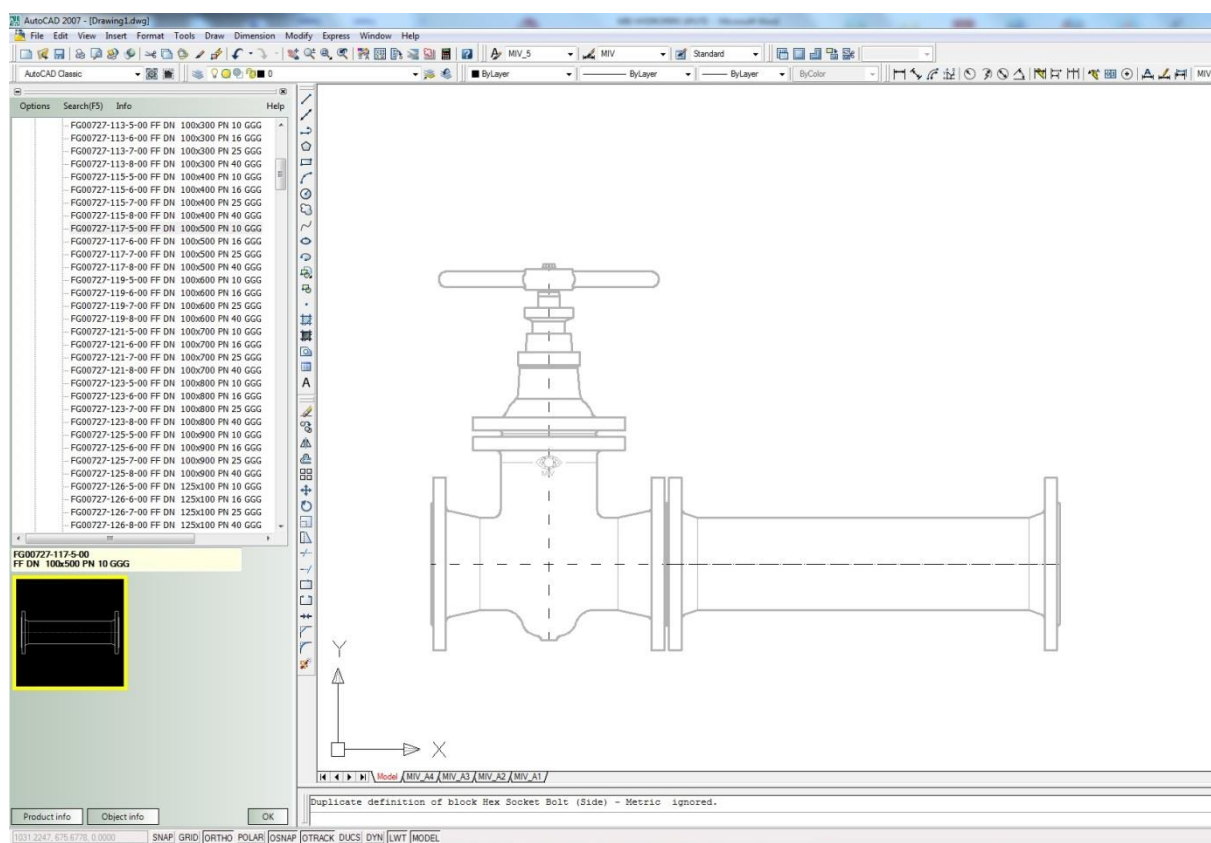 AutoCAD 2007 - [Drawing1.dwg]
File Edit View Insert Format Tools Draw Dimension Modify Express Window Help
MIV_5 MIV Standard
AutoCAD Classic 0 ByLayer ByLayer ByLayer ByColor MIV
Options Search(F5) Info Help
FG00727-113-5-00 FF DN 100x300 PN 10 GGG
FG00727-113-6-00 FF DN 100x300 PN 16 GGG
FG00727-113-7-00 FF DN 100x300 PN 25 GGG
FG00727-113-8-00 FF DN 100x300 PN 40 GGG
FG00727-115-5-00 FF DN 100x400 PN 10 GGG
FG00727-115-6-00 FF DN 100x400 PN 16 GGG
FG00727-115-7-00 FF DN 100x400 PN 25 GGG
FG00727-115-8-00 FF DN 100x400 PN 40 GGG
FG00727-117-5-00 FF DN 100x500 PN 10 GGG
FG00727-117-6-00 FF DN 100x500 PN 16 GGG
FG00727-117-7-00 FF DN 100x500 PN 25 GGG
FG00727-117-8-00 FF DN 100x500 PN 40 GGG
FG00727-119-5-00 FF DN 100x600 PN 10 GGG
FG00727-119-6-00 FF DN 100x600 PN 16 GGG
FG00727-119-7-00 FF DN 100x600 PN 25 GGG
FG00727-119-8-00 FF DN 100x600 PN 40 GGG
FG00727-121-5-00 FF DN 100x700 PN 10 GGG
FG00727-121-6-00 FF DN 100x700 PN 16 GGG
FG00727-121-7-00 FF DN 100x700 PN 25 GGG
FG00727-121-8-00 FF DN 100x700 PN 40 GGG
FG00727-123-5-00 FF DN 100x800 PN 10 GGG
FG00727-123-6-00 FF DN 100x800 PN 16 GGG
FG00727-123-7-00 FF DN 100x800 PN 25 GGG
FG00727-123-8-00 FF DN 100x800 PN 40 GGG
FG00727-125-5-00 FF DN 100x900 PN 10 GGG
FG00727-125-6-00 FF DN 100x900 PN 16 GGG
FG00727-125-7-00 FF DN 100x900 PN 25 GGG
FG00727-125-8-00 FF DN 100x900 PN 40 GGG
FG00727-126-5-00 FF DN 125x100 PN 10 GGG
FG00727-126-6-00 FF DN 125x100 PN 16 GGG
FG00727-126-7-00 FF DN 125x100 PN 25 GGG
FG00727-126-8-00 FF DN 125x100 PN 40 GGG
FG00727-117-5-00
FF DN 100x500 PN 10 GGG
A
Y
X
Model MIV_A4 MIV_A3 MIV_A2 MIV_A1
Duplicate definition of block Hex Socket Bolt (Side) - Metric ignored.
Product info Object info OK
1031.2247, 675.6778, 0.0000 SNAP GRID ORTHO POLAR OSNAP OTRACK DUCS DYN LWT MODEL